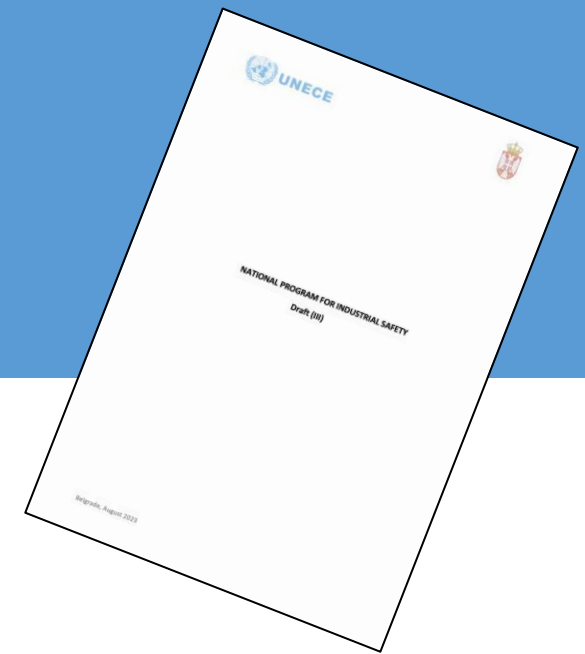 UNECE
NATIONAL PROGRAM FOR INDUSTRIAL SAFETY
Draft (III)
Belgrade, August 2023